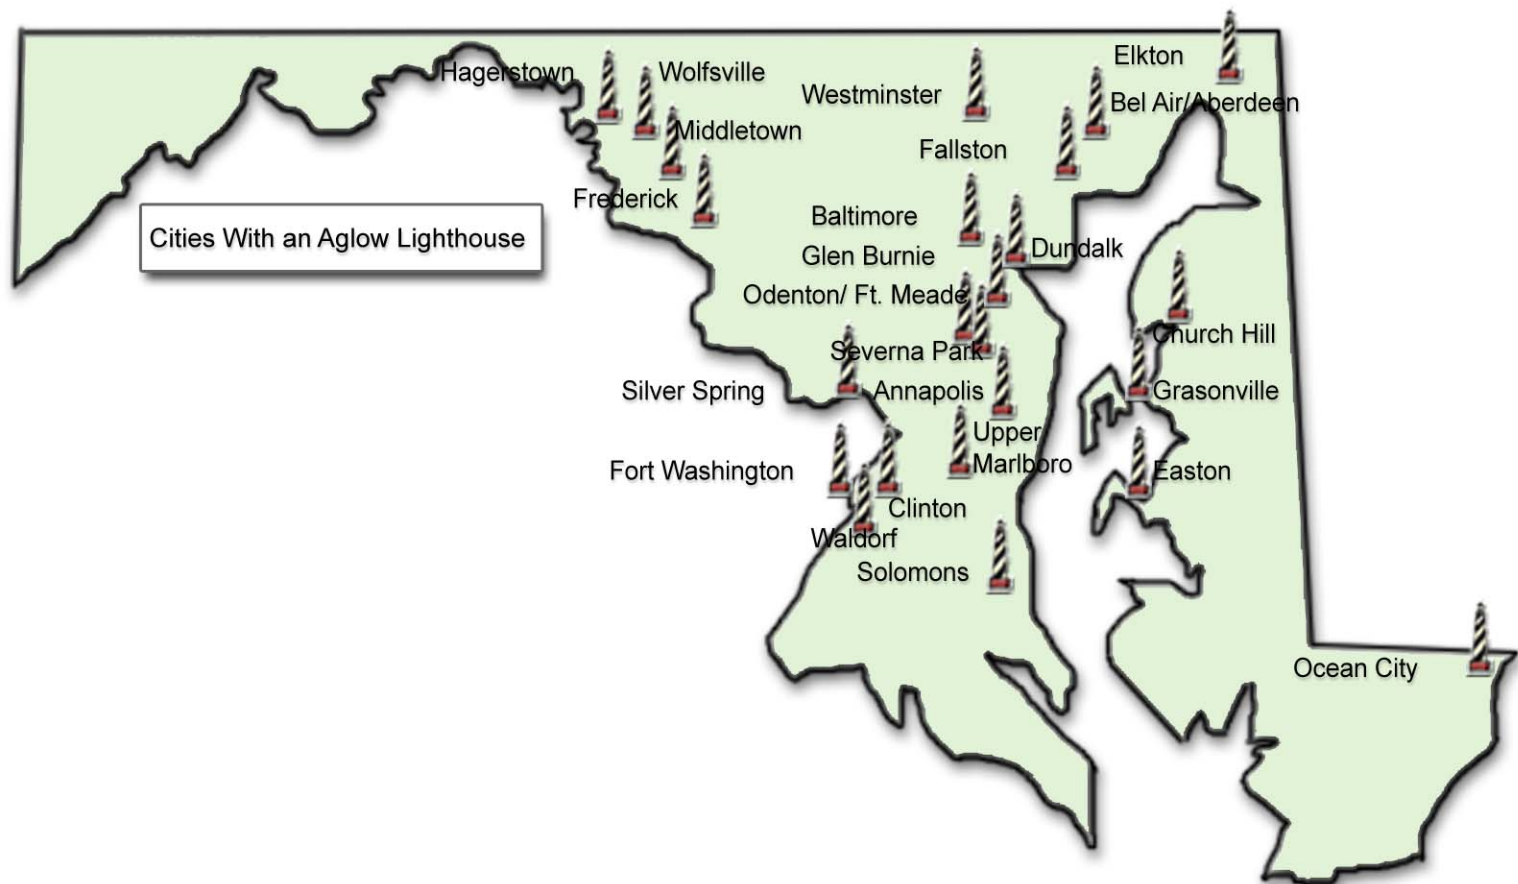 Elkton
Hagerstown
Wolfsville
Westminster
Bel Air/Aberdeen
Middletown
Fallston
Frederick
Baltimore
Cities With an Aglow Lighthouse
Dundalk
Glen Burnie
Odenton/ Ft. Meade
Church Hill
Severna Park
Silver Spring
Annapolis
Grasonville
Upper
Marlboro
Fort Washington
Easton
Clinton
Waldorf
Solomons
Ocean City